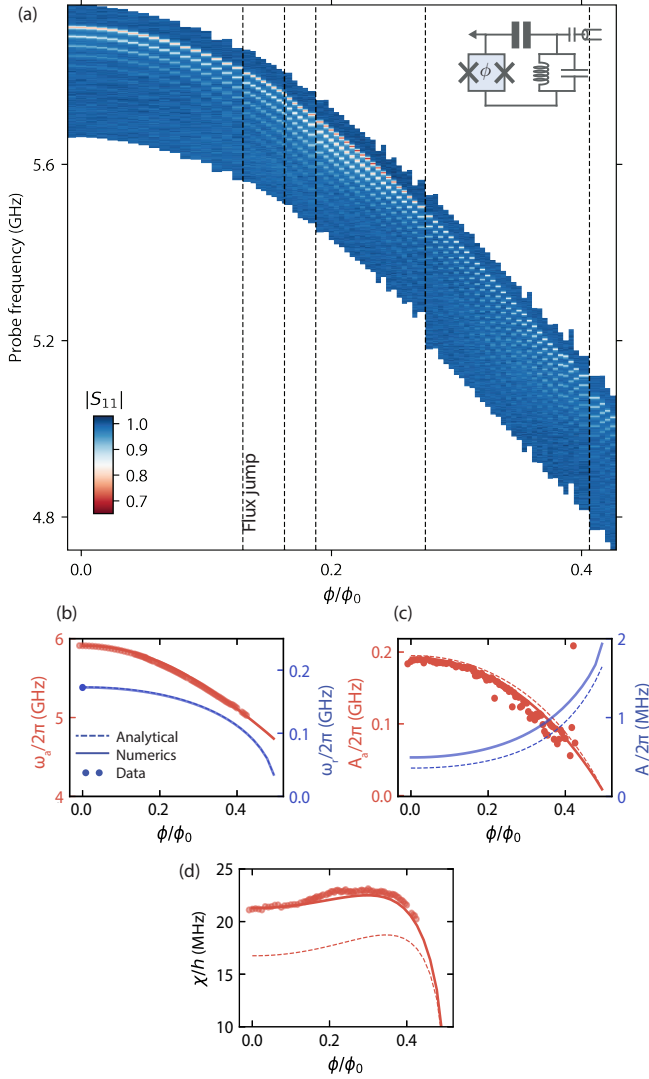 (a)
ϕ
Probe frequency (GHz)
5.6
5.2
4.8
|S₁₁|
1.0
0.9
0.8
0.7
Flux jump
0.0
0.2
0.4
ϕ/ϕ₀
(b)
6
5
4
ωₐ/2π (GHz)
0.2
0.1
0.0
ωᵣ/2π (GHz)
Analytical
Numerics
Data
0.0
0.2
0.4
ϕ/ϕ₀
(c)
0.2
0.1
0.0
Aₐ/2π (GHz)
2
1
0
Aᵣ/2π (MHz)
0.0
0.2
0.4
ϕ/ϕ₀
(d)
25
20
15
10
χ/h (MHz)
0.0
0.2
0.4
ϕ/ϕ₀